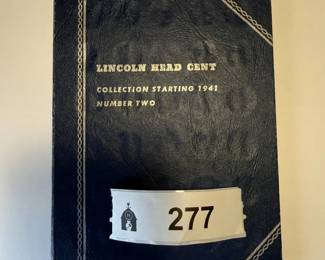 LINCOLN HEAD CENT
COLLECTION STARTING 1941
NUMBER TWO
277